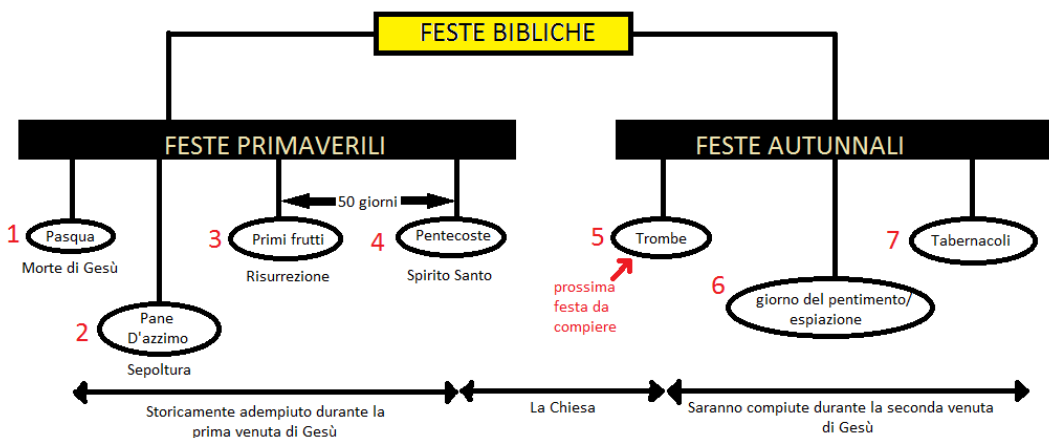 FESTE BIBLICHE
FESTE PRIMAVERILI
FESTE AUTUNNALI
50 giorni
1
Pasqua
Morte di Gesù
2
Pane
D'azzimo
Sepoltura
3
Primi frutti
Risurrezione
4
Pentecoste
Spirito Santo
5
Trombe
prossima
festa da
compiere
6
giorno del pentimento/
espiazione
7
Tabernacoli
Storicamente adempiuto durante la
prima venuta di Gesù
La Chiesa
Saranno compiute durante la seconda venuta
di Gesù